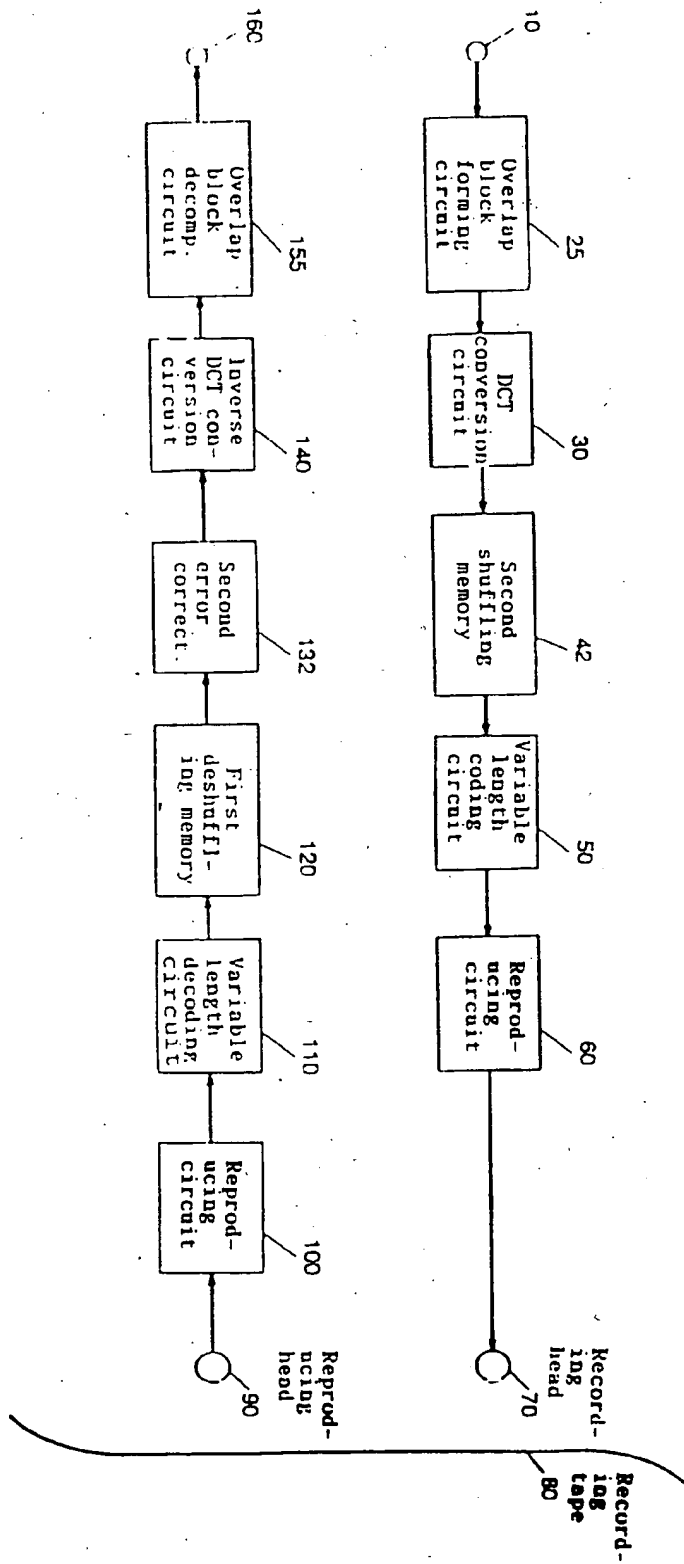 10
Overlap
block
forming
circuit
25
DCT
conversion
circuit
30
Second
shuffling
memory
42
Variable
length
coding
circuit
50
Reprod-
ucing
circuit
60
Record-
ing
head
70
Record-
ing
tape
80
160
Overlap
block
decomp.
circuit
155
Inverse
DCT con-
version
circuit
140
Second
error
correct.
132
First
deshuffl-
ing memory
120
Variable
length
decoding
circuit
110
Reprod-
ucing
circuit
100
Reprod-
ucing
head
90